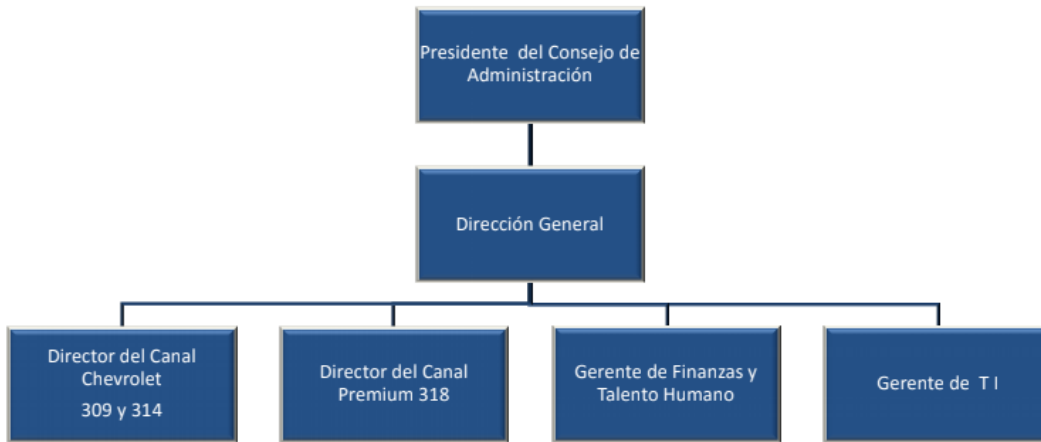 Presidente del Consejo de
Administración
Dirección General
Director del Canal
Chevrolet
309 y 314
Director del Canal
Premium 318
Gerente de Finanzas y
Talento Humano
Gerente de T I